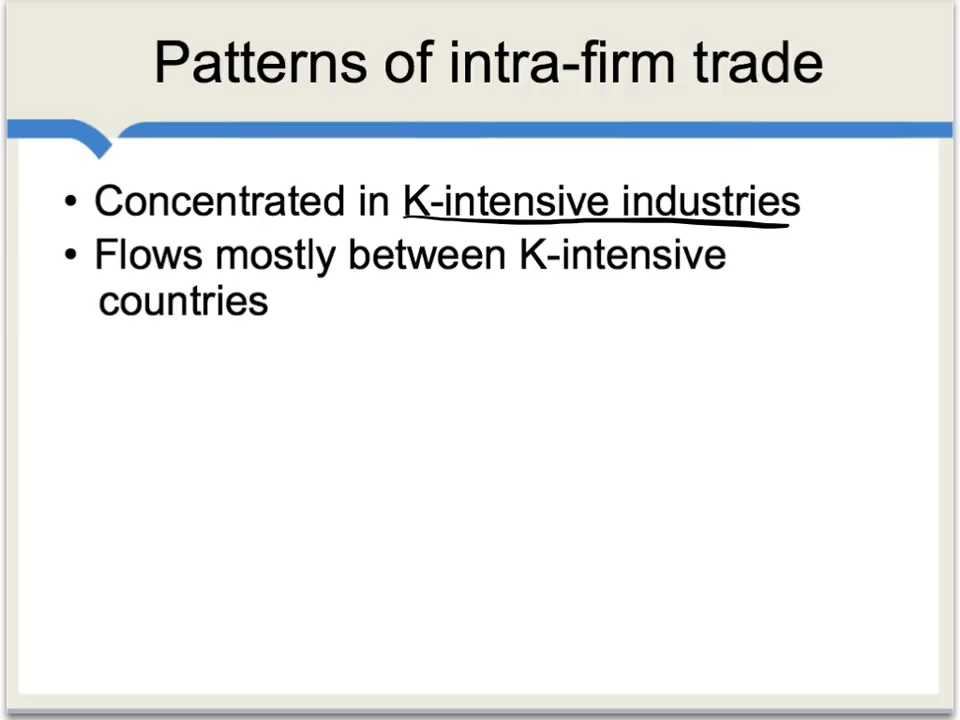 Patterns of intra-firm trade
• Concentrated in K-intensive industries
• Flows mostly between K-intensive
countries